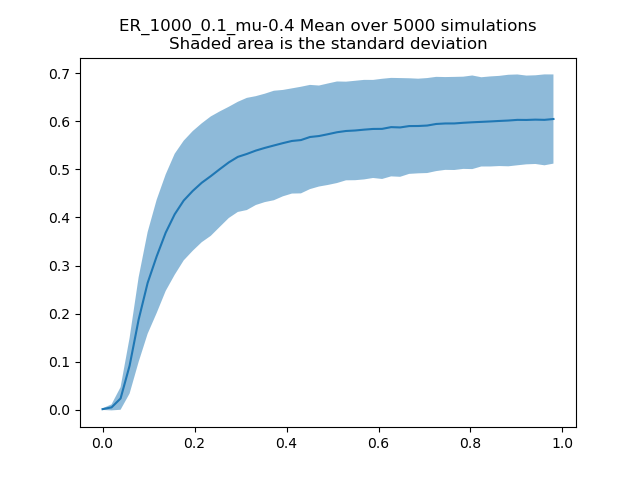 ER_1000_0.1_mu-0.4 Mean over 5000 simulations
Shaded area is the standard deviation
0.7
0.6
0.5
0.4
0.3
0.2
0.1
0.0
0.0 0.2 0.4 0.6 0.8 1.0